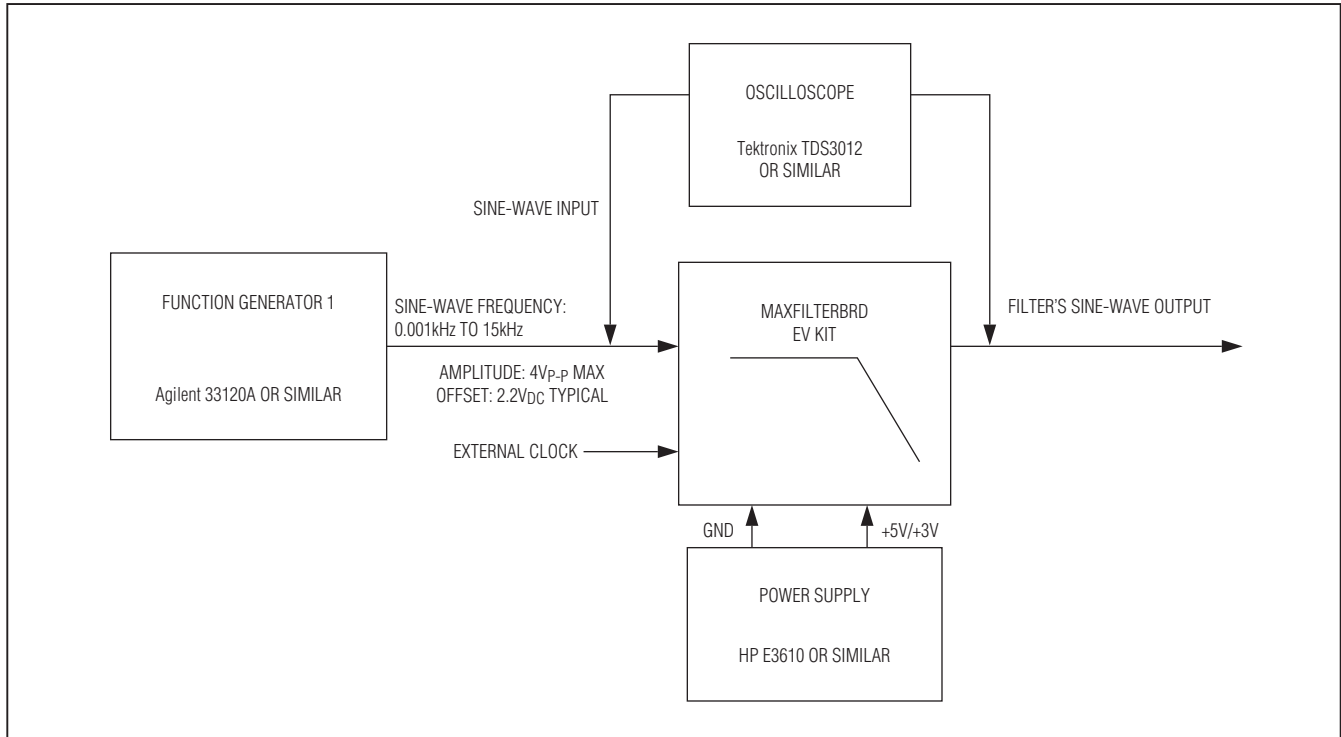 OSCILLOSCOPE
Tektronix TDS3012
OR SIMILAR
SINE-WAVE INPUT
FUNCTION GENERATOR 1
Agilent 33120A OR SIMILAR
SINE-WAVE FREQUENCY:
0.001kHz TO 15kHz
AMPLITUDE: 4VP-P MAX
OFFSET: 2.2VDC TYPICAL
EXTERNAL CLOCK
MAXFILTERBRD
EV KIT
FILTER'S SINE-WAVE OUTPUT
GND
+5V/+3V
POWER SUPPLY
HP E3610 OR SIMILAR